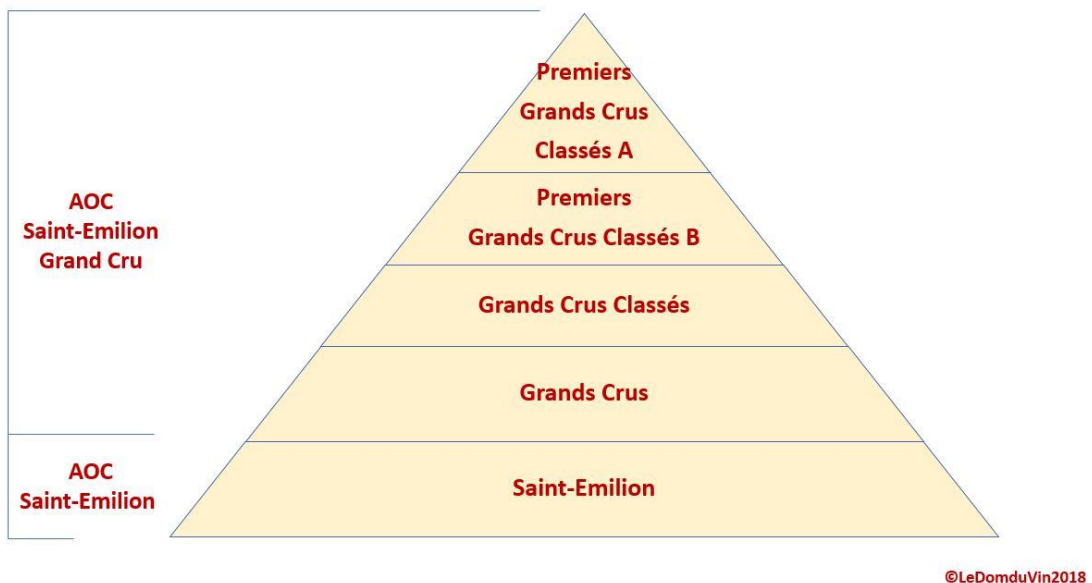 Premiers
Grands Crus
Classés A
AOC
Saint-Emilion
Grand Cru
Premiers
Grands Crus Classés B
Grands Crus Classés
Grands Crus
AOC
Saint-Emilion
Saint-Emilion
©LeDomduVin2018